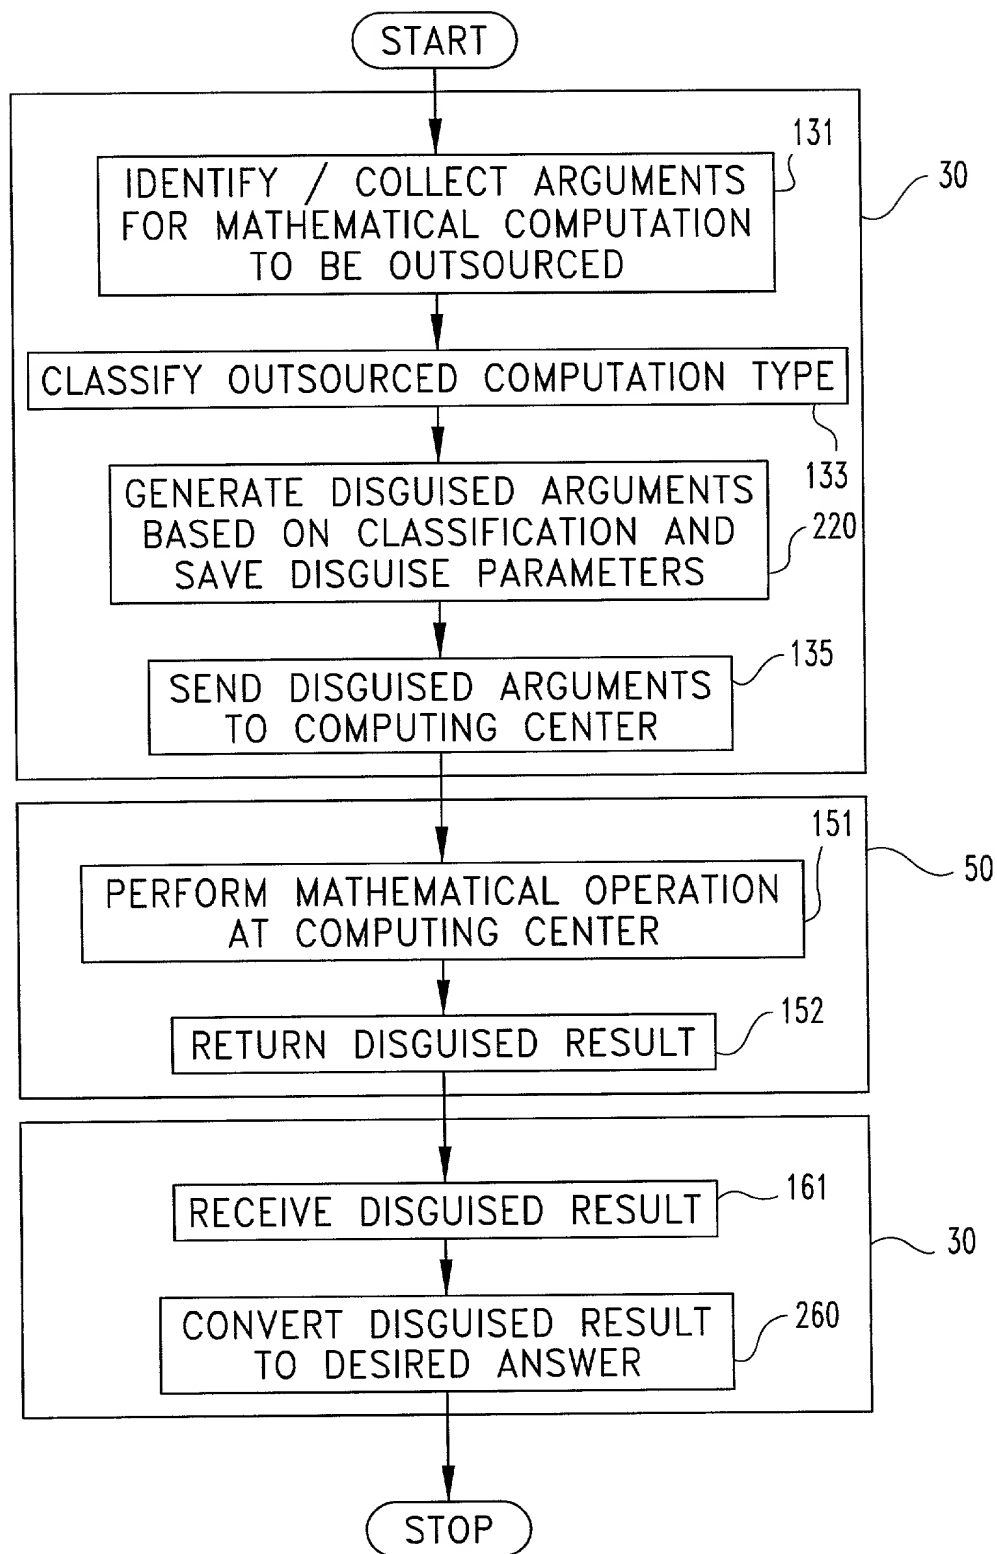 START
131
IDENTIFY / COLLECT ARGUMENTS
FOR MATHEMATICAL COMPUTATION
TO BE OUTSOURCED
30
CLASSIFY OUTSOURCED COMPUTATION TYPE
133
GENERATE DISGUISED ARGUMENTS
BASED ON CLASSIFICATION AND
SAVE DISGUISE PARAMETERS
220
135
SEND DISGUISED ARGUMENTS
TO COMPUTING CENTER
151
50
PERFORM MATHEMATICAL OPERATION
AT COMPUTING CENTER
152
RETURN DISGUISED RESULT
161
RECEIVE DISGUISED RESULT
30
260
CONVERT DISGUISED RESULT
TO DESIRED ANSWER
STOP